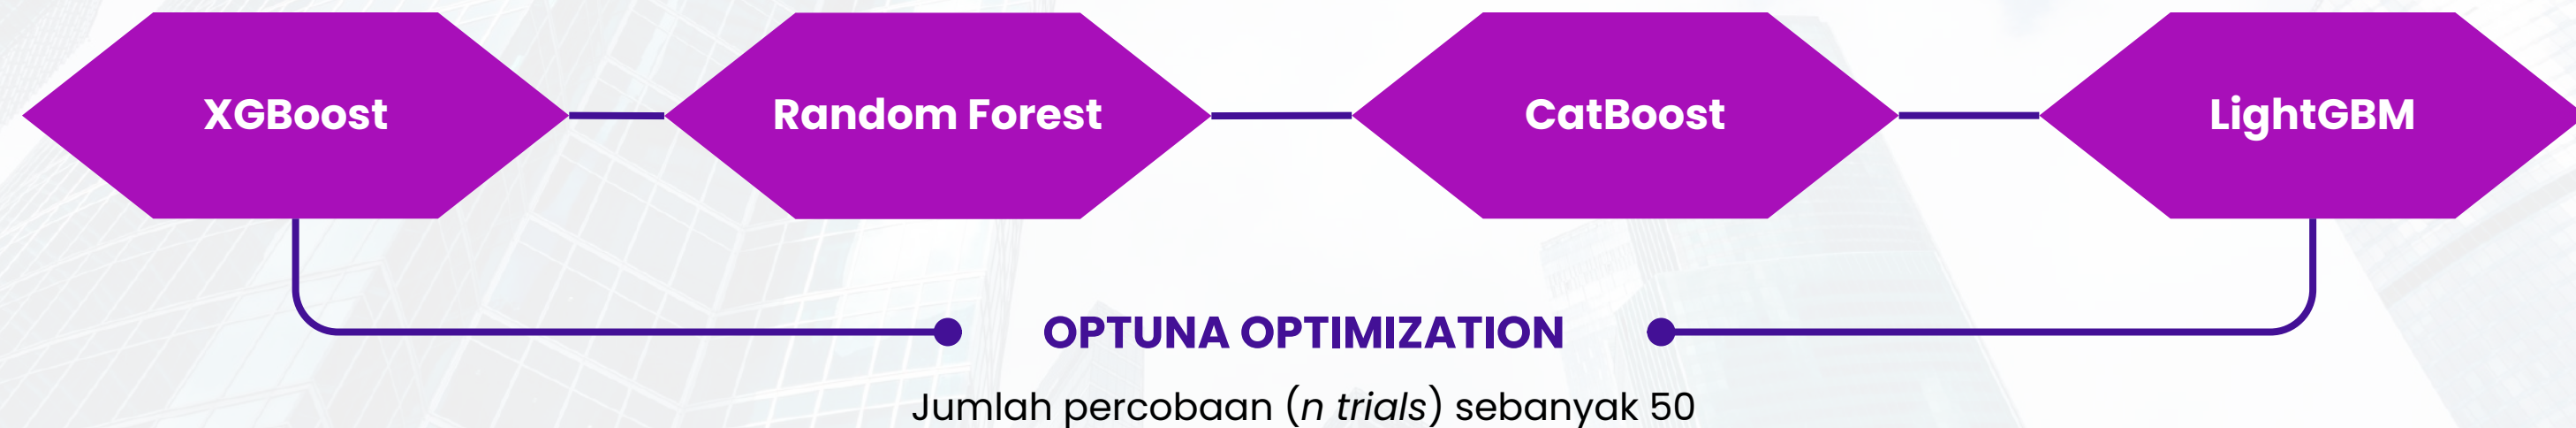 XGBoost
Random Forest
CatBoost
LightGBM
OPTUNA OPTIMIZATION
Jumlah percobaan (n trials) sebanyak 50